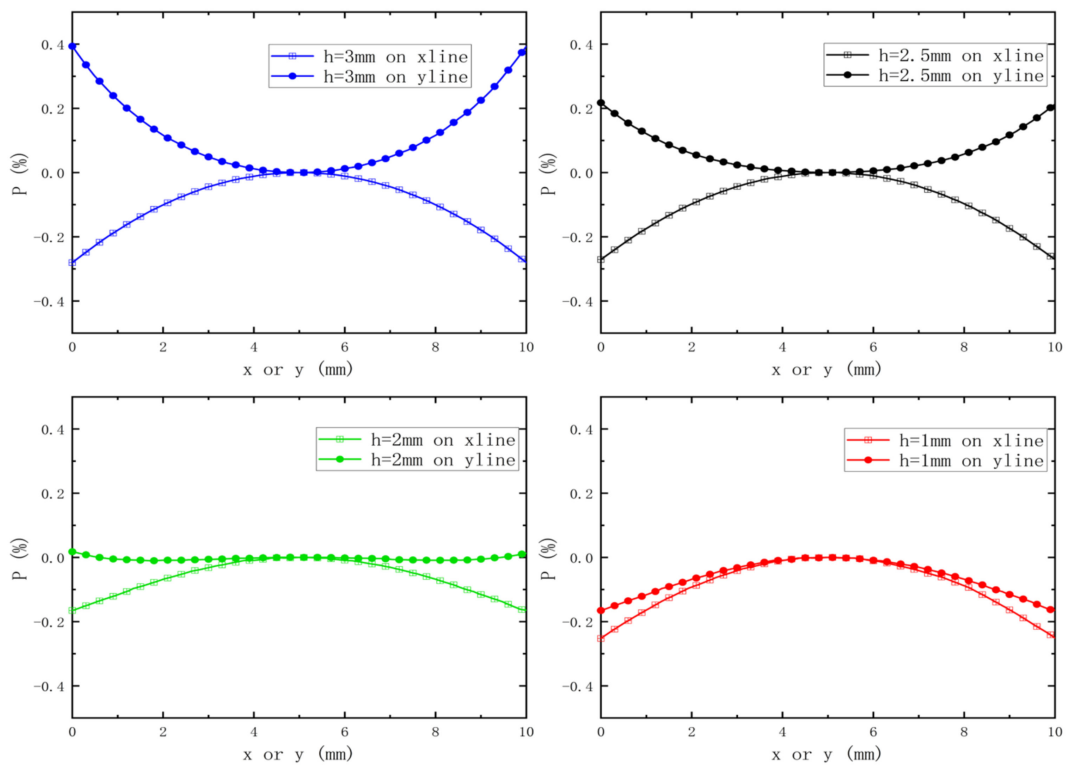 0.4
0.2
0.0
-0.2
-0.4
P (%)
h=3mm on xline
h=3mm on yline
0 2 4 6 8 10
x or y (mm)
0.4
0.2
0.0
-0.2
-0.4
P (%)
h=2.5mm on xline
h=2.5mm on yline
0 2 4 6 8 10
x or y (mm)
0.4
0.2
0.0
-0.2
-0.4
P (%)
h=2mm on xline
h=2mm on yline
0 2 4 6 8 10
x or y (mm)
0.4
0.2
0.0
-0.2
-0.4
P (%)
h=1mm on xline
h=1mm on yline
0 2 4 6 8 10
x or y (mm)